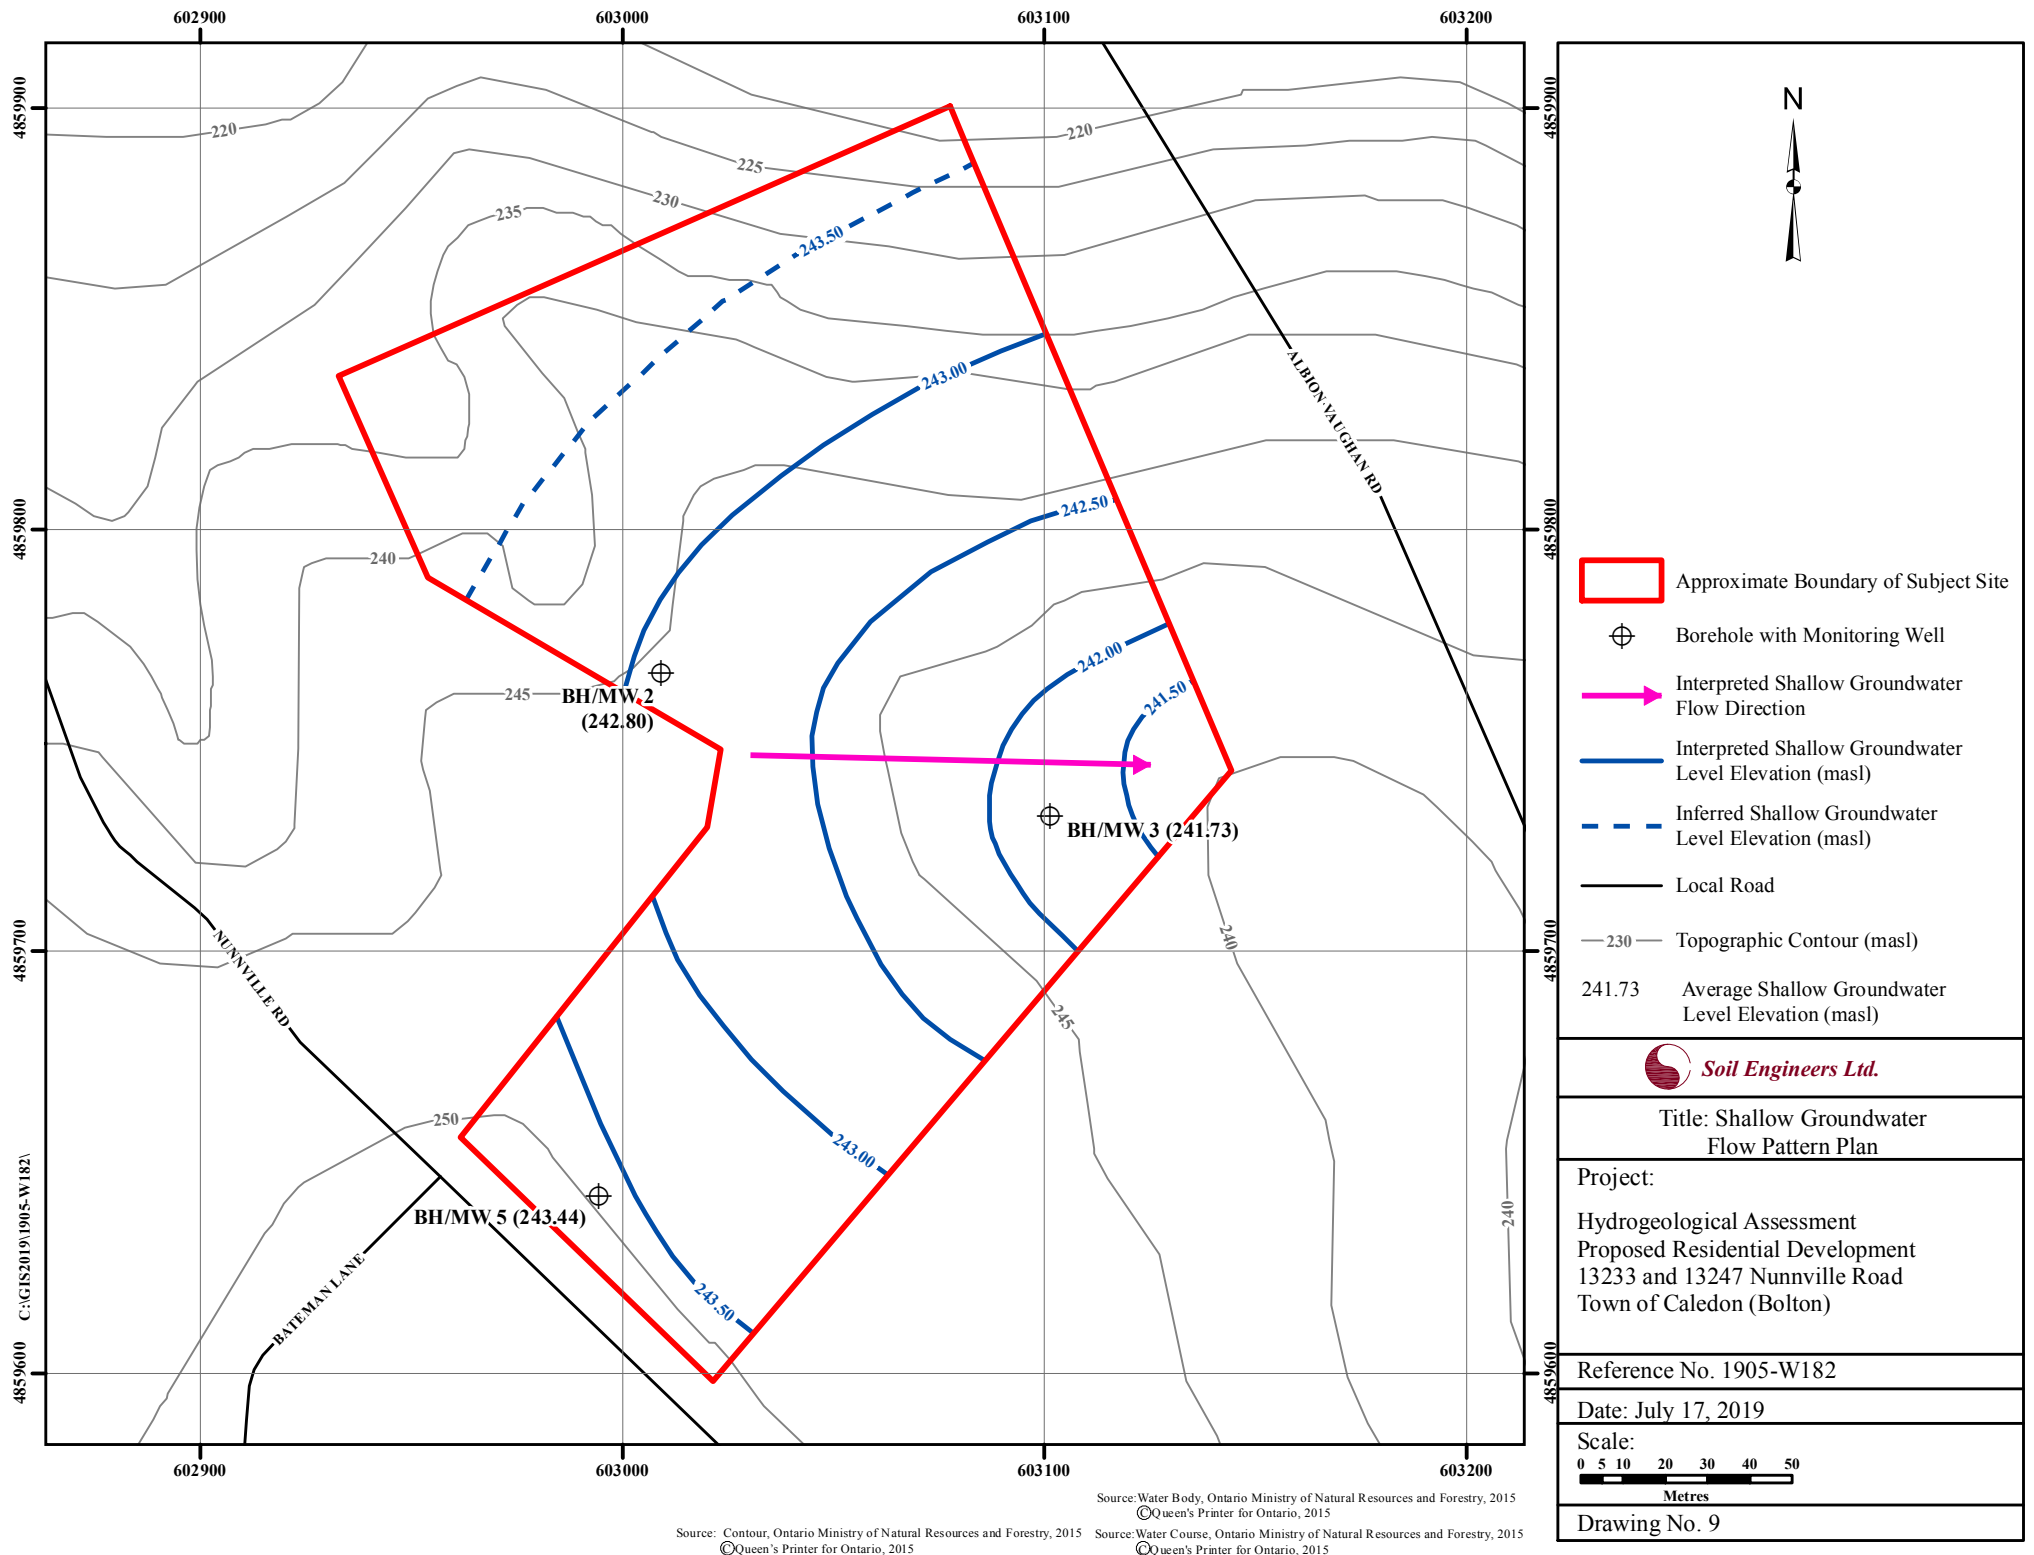 602900
603000
603100
603200
4859900
4859900
220
220
225
230
235
243.50
243.00
ALBION-VAUGHAN RD
4859800
4859800
242.50
240
242.00
241.50
245
BH/MW 2
(242.80)
BH/MW 3 (241.73)
NUNNVILLE RD
240
4859700
4859700
245
250
243.00
BH/MW 5 (243.44)
240
243.50
BATEMAN LANE
C:\GIS2019\1905-W182\
4859600
4859600
602900
603000
603100
603200
N
Approximate Boundary of Subject Site
Borehole with Monitoring Well
Interpreted Shallow Groundwater
Flow Direction
Interpreted Shallow Groundwater
Level Elevation (masl)
Inferred Shallow Groundwater
Level Elevation (masl)
Local Road
230 Topographic Contour (masl)
241.73 Average Shallow Groundwater
Level Elevation (masl)
Soil Engineers Ltd.
Title: Shallow Groundwater
Flow Pattern Plan
Project:
Hydrogeological Assessment
Proposed Residential Development
13233 and 13247 Nunnville Road
Town of Caledon (Bolton)
Reference No. 1905-W182
Date: July 17, 2019
Scale:
0 5 10 20 30 40 50
Metres
Drawing No. 9
Source:Water Body, Ontario Ministry of Natural Resources and Forestry, 2015
©Queen's Printer for Ontario, 2015
Source: Contour, Ontario Ministry of Natural Resources and Forestry, 2015
©Queen's Printer for Ontario, 2015
Source:Water Course, Ontario Ministry of Natural Resources and Forestry, 2015
©Queen's Printer for Ontario, 2015